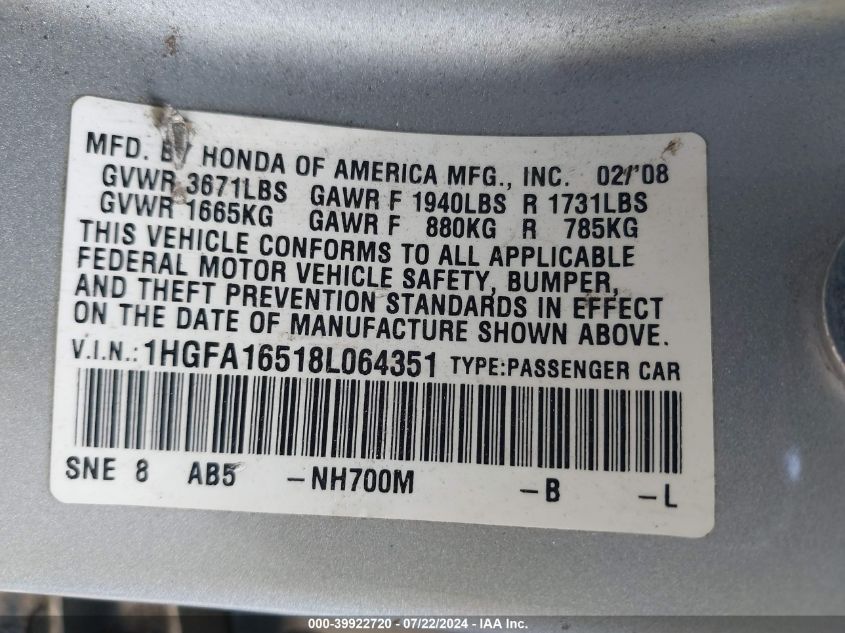 MFD. BY HONDA OF AMERICA MFG., INC. 02/'08
GVWR 3671LBS GAWR F 1940LBS R 1731LBS
GVWR 1665KG GAWR F 880KG R 785KG
THIS VEHICLE CONFORMS TO ALL APPLICABLE
FEDERAL MOTOR VEHICLE SAFETY, BUMPER,
AND THEFT PREVENTION STANDARDS IN EFFECT
ON THE DATE OF MANUFACTURE SHOWN ABOVE.
V.I.N.: 1HGFA16518L064351 TYPE:PASSENGER CAR
SNE 8 AB5 -NH700M -B -L
000-39922720 - 07/22/2024 - IAA Inc.